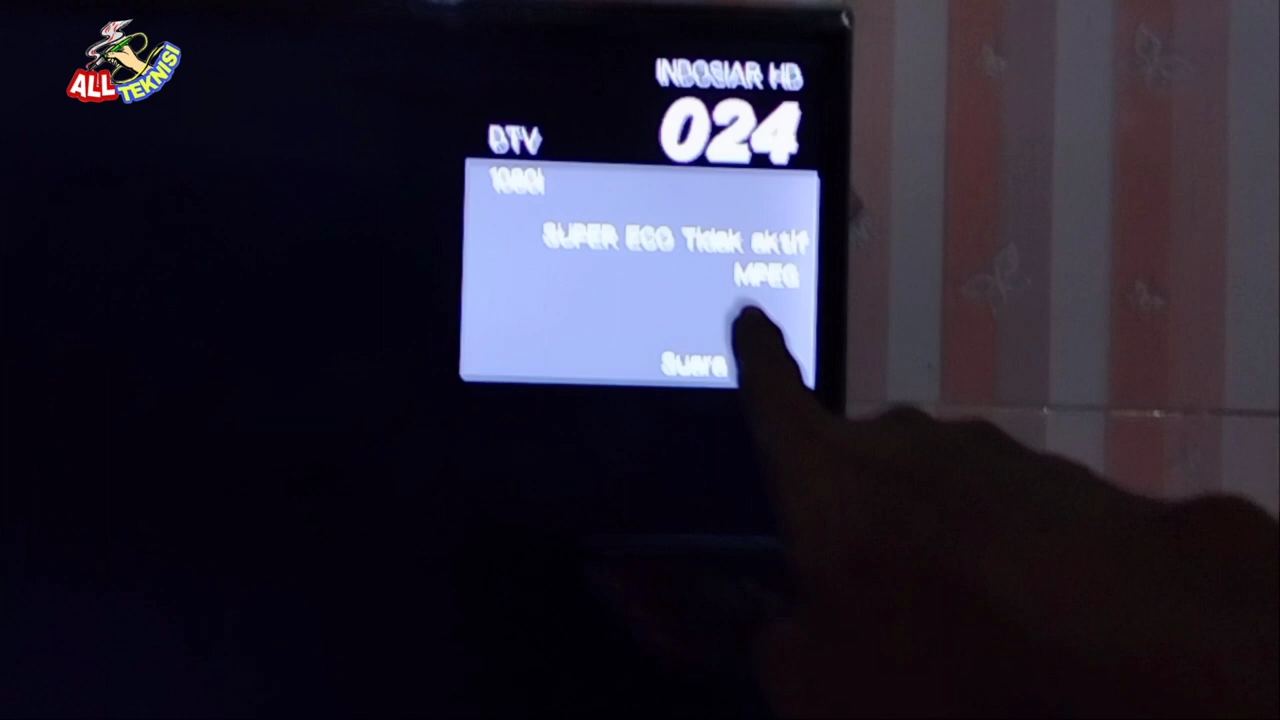 ALL
TEKNISI
INDOSIAR HD
024
DTV
1080i
SUPER ECO Tidak aktif
MPEG
Suara